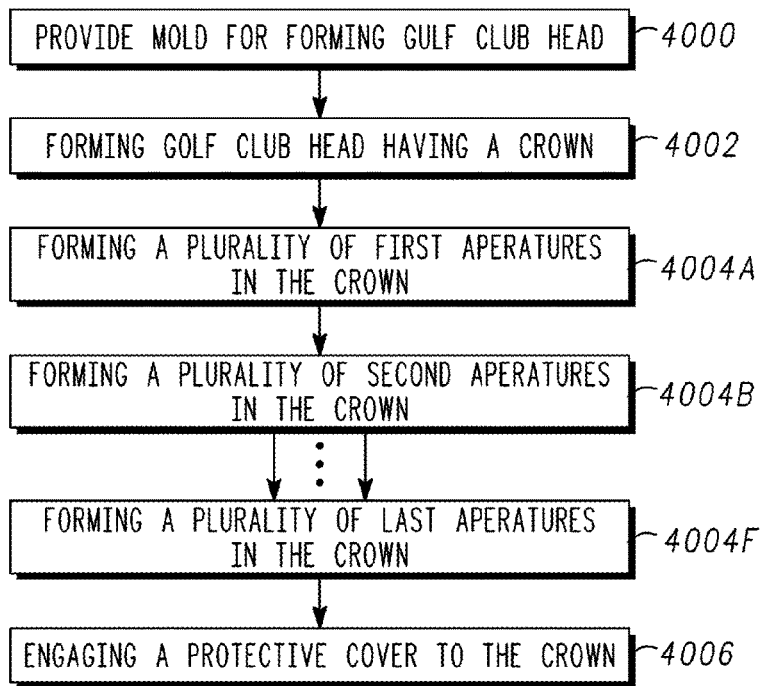 PROVIDE MOLD FOR FORMING GULF CLUB HEAD 4000
FORMING GOLF CLUB HEAD HAVING A CROWN 4002
FORMING A PLURALITY OF FIRST APERATURES
IN THE CROWN 4004A
FORMING A PLURALITY OF SECOND APERATURES
IN THE CROWN 4004B
FORMING A PLURALITY OF LAST APERATURES
IN THE CROWN 4004F
ENGAGING A PROTECTIVE COVER TO THE CROWN 4006